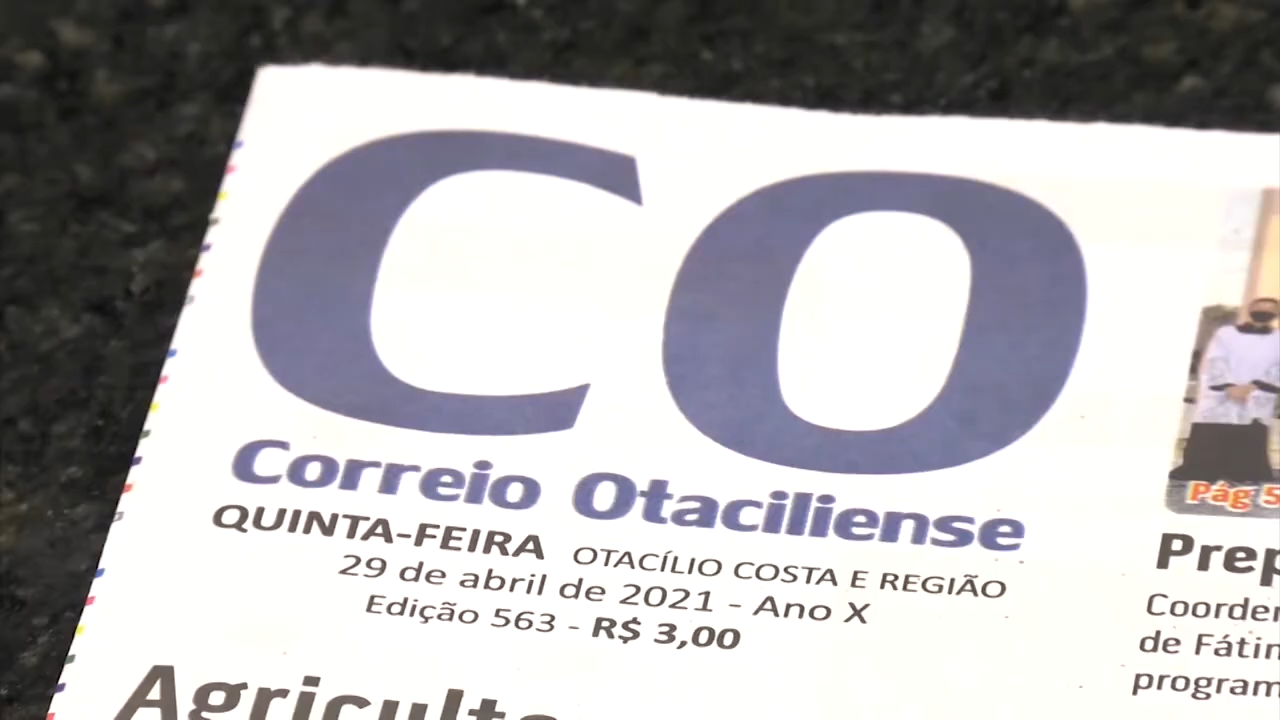 CO
Correio Otaciliense
QUINTA-FEIRA OTACÍLIO COSTA E REGIÃO
29 de abril de 2021 - Ano X
Edição 563 - R$ 3,00
Pág 5
de